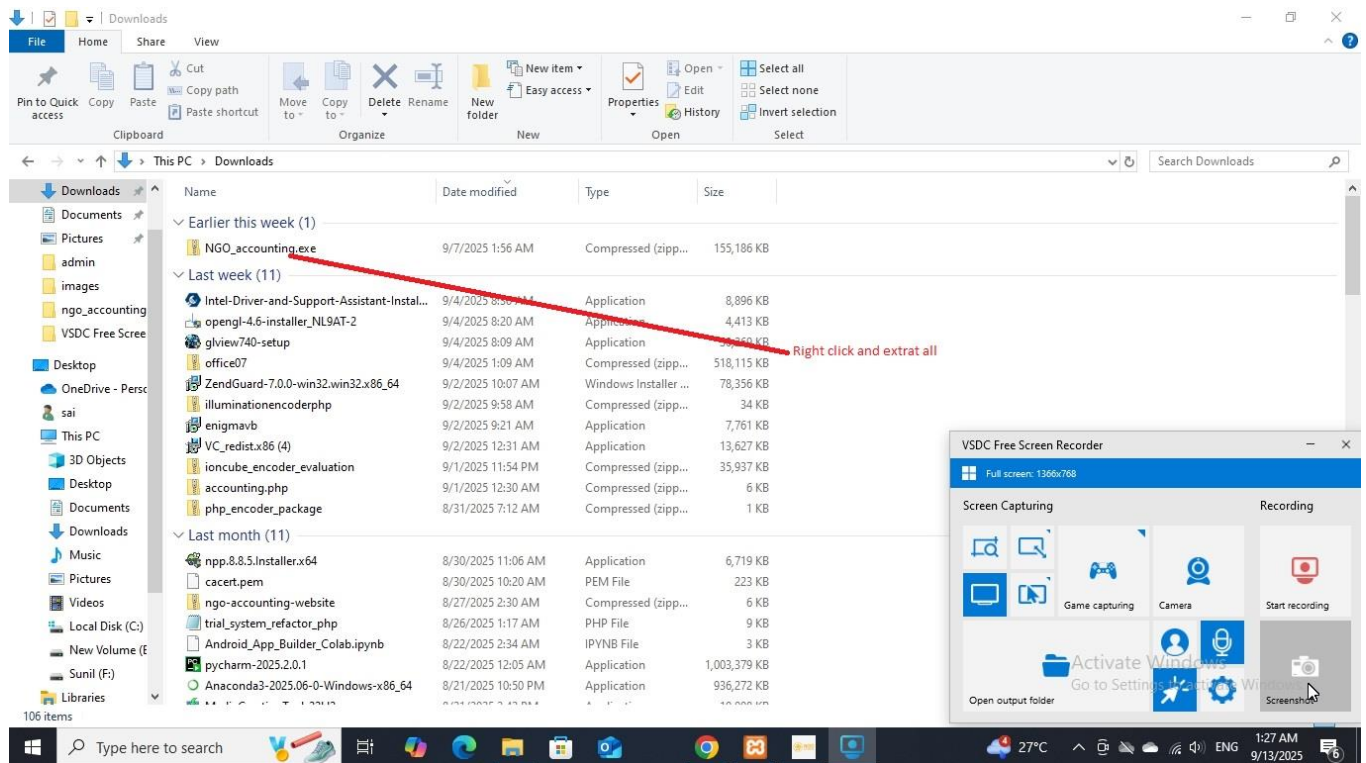 Downloads
File Home Share View
Pin to Quick access Copy Paste Cut Copy path Paste shortcut
Move to Copy to Delete Rename New folder New item Easy access
Properties Open Edit History Select all Select none Invert selection
Clipboard Organize New Open Select
This PC > Downloads Search Downloads
Name Date modified Type Size
Earlier this week (1)
NGO_accounting.exe 9/7/2025 1:56 AM Compressed (zipp... 155,186 KB
Last week (11)
Intel-Driver-and-Support-Assistant-Instal... 9/4/2025 Application 8,896 KB
opengl-4.6-installer_NL9AT-2 9/4/2025 8:20 AM Application 4,413 KB
glview740-setup 9/4/2025 8:09 AM Application KB
office07 9/4/2025 1:09 AM Compressed (zipp... 518,115 KB
ZendGuard-7.0.0-win32.win32.x86_64 9/2/2025 10:07 AM Windows Installer ... 78,356 KB
illuminationencoderphp 9/2/2025 9:58 AM Compressed (zipp... 34 KB
enigmavb 9/2/2025 9:21 AM Application 7,761 KB
VC_redist.x86 (4) 9/2/2025 12:31 AM Application 13,627 KB
ioncube_encoder_evaluation 9/1/2025 11:54 PM Compressed (zipp... 35,937 KB
accounting.php 9/1/2025 12:30 AM Compressed (zipp... 6 KB
php_encoder_package 8/31/2025 7:12 AM Compressed (zipp... 1 KB
Last month (11)
npp.8.8.5.Installer.x64 8/30/2025 11:06 AM Application 6,719 KB
cacert.pem 8/30/2025 10:20 AM PEM File 223 KB
ngo-accounting-website 8/27/2025 2:30 AM Compressed (zipp... 6 KB
trial_system_refactor_php 8/26/2025 1:17 AM PHP File 9 KB
Android_App_Builder_Colab.ipynb 8/22/2025 2:34 AM IPYNB File 3 KB
pycharm-2025.2.0.1 8/22/2025 12:05 AM Application 1,003,379 KB
Anaconda3-2025.06-0-Windows-x86_64 8/21/2025 10:50 PM Application 936,272 KB
Right click and extrat all
Downloads
Documents
Pictures
admin
images
ngo_accounting
VSDC Free Scree
Desktop
OneDrive - Persc
sai
This PC
3D Objects
Desktop
Documents
Downloads
Music
Pictures
Videos
Local Disk (C:)
New Volume (E
Sunil (F:)
Libraries
106 items
VSDC Free Screen Recorder
Full screen: 1366x768
Screen Capturing Recording
Game capturing Camera Start recording
Open output folder Screenshot
Activate Windows
Go to Settings to activate Windows.
Type here to search 27°C ENG 1:27 AM
9/13/2025 6